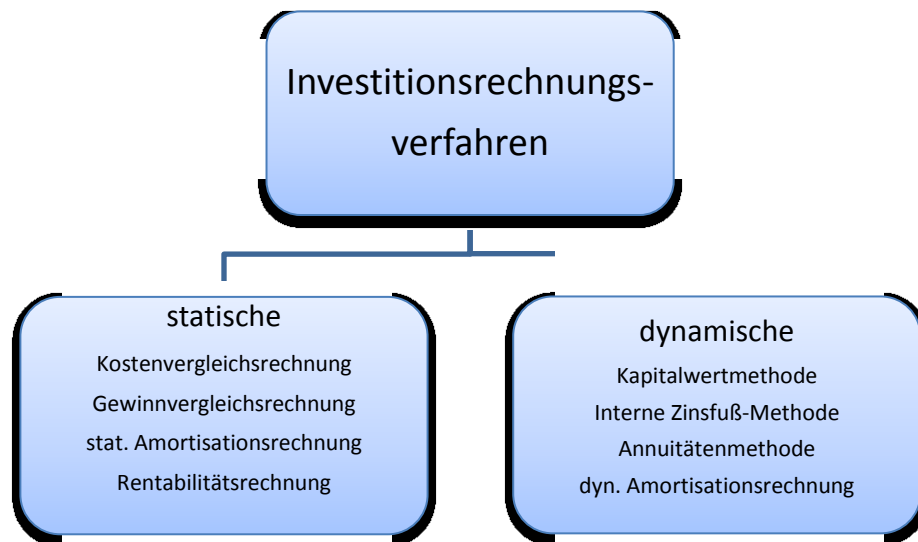 Investitionsrechnungs-
verfahren
statische
Kostenvergleichsrechnung
Gewinnvergleichsrechnung
stat. Amortisationsrechnung
Rentabilitätsrechnung
dynamische
Kapitalwertmethode
Interne Zinsfuß-Methode
Annuitätenmethode
dyn. Amortisationsrechnung